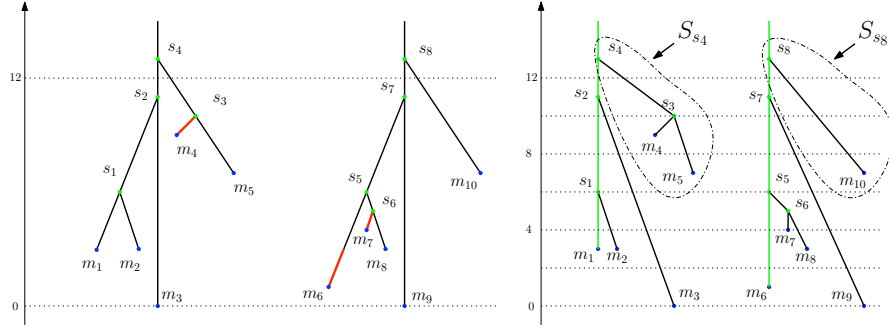 s4 s8
12
s2 s7
s3
m4
s1 m5 s5 m10
s6
m7
m1 m2 m6 m8
0 m3 m9
s4 Ss4 s8 Ss8
12
s2 s7
s3
m4
8
m5 m10
s1 s5
s6
4
m1 m2 m7 m8
m6
0 m3 m9